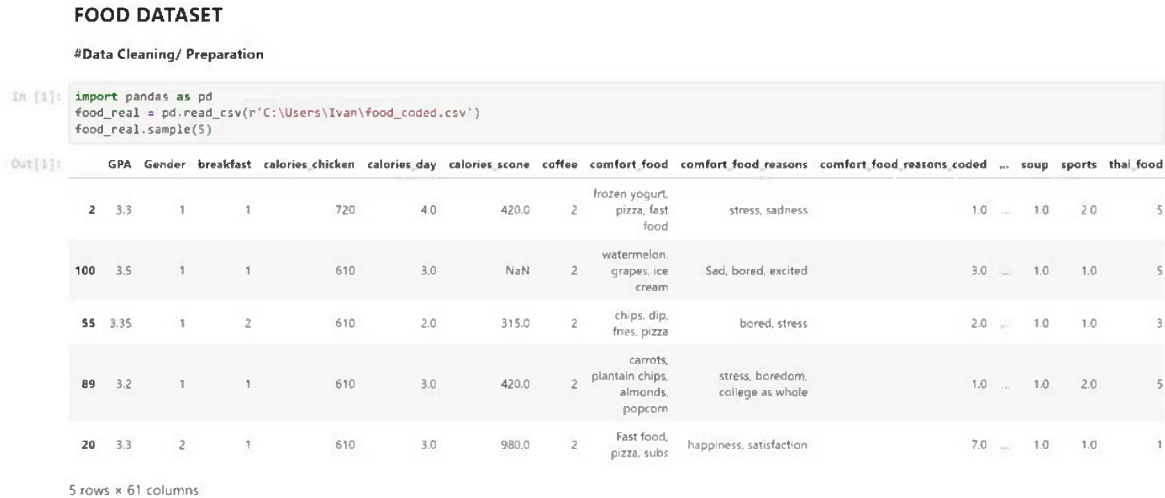 FOOD DATASET
#Data Cleaning/ Preparation
In [1]: import pandas as pd
food_real = pd.read_csv(r'C:\Users\Ivan\food_coded.csv')
food_real.sample(5)
Out[1]:
GPA Gender breakfast calories_chicken calories_day calories_scone coffee comfort_food comfort_food_reasons comfort_food_reasons_coded ... soup sports thai_food
2 3.3 1 1 720 4.0 420.0 2 frozen yogurt, pizza, fast food stress, sadness 1.0 ... 1.0 2.0 5
100 3.5 1 1 610 3.0 NaN 2 watermelon, grapes, ice cream Sad, bored, excited 3.0 ... 1.0 1.0 5
55 3.35 1 2 610 2.0 315.0 2 chips, dip, fries, pizza bored, stress 2.0 ... 1.0 1.0 3
89 3.2 1 1 610 3.0 420.0 2 carrots, plantain chips, almonds, popcorn stress, boredom, college as whole 1.0 ... 1.0 2.0 5
20 3.3 2 1 610 3.0 980.0 2 Fast food, pizza, subs happiness, satisfaction 7.0 ... 1.0 1.0 1
5 rows × 61 columns